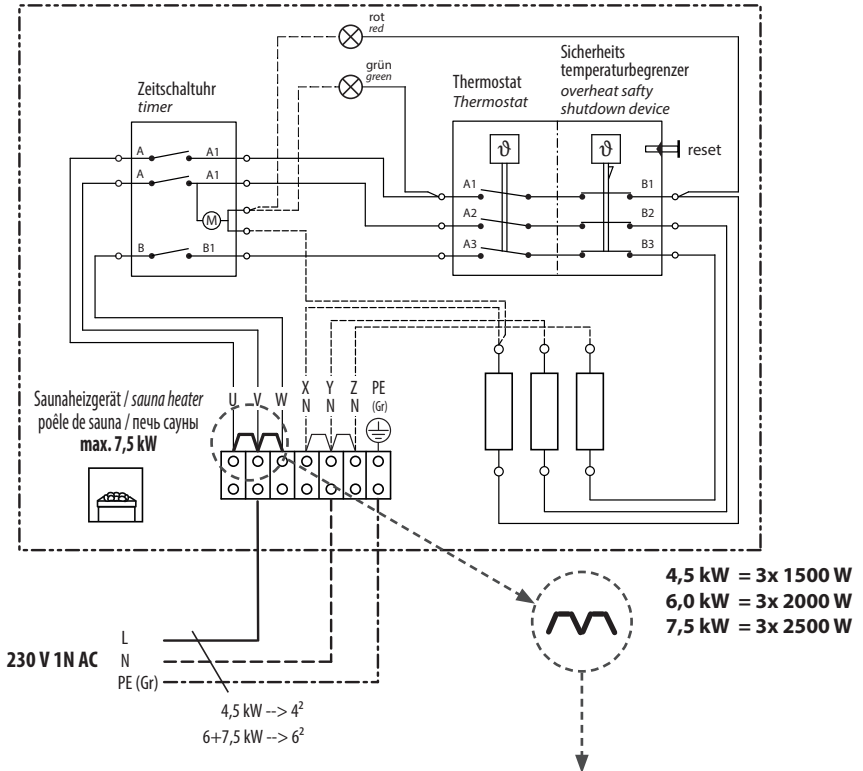 rot
red
grün
green
Zeitschaltuhr
timer
Thermostat
Thermostat
Sicherheits
temperaturbegrenzer
overheat safty
shutdown device
ϑ
ϑ
reset
A A1
A A1
M
B B1
A1 B1
A2 B2
A3 B3
U V W X Y Z PE
N N N (Gr)
Saunaheizgerät / sauna heater
poêle de sauna / печь сауны
max. 7,5 kW
4,5 kW = 3x 1500 W
6,0 kW = 3x 2000 W
7,5 kW = 3x 2500 W
L
230 V 1N AC N
PE (Gr)
4,5 kW --> 4²
6+7,5 kW --> 6²